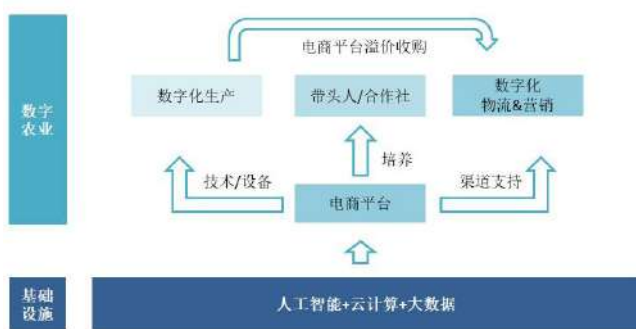 电商平台溢价收购
数字
农业
数字化生产
带头人/合作社
数字化
物流&营销
技术/设备
培养
渠道支持
电商平台
基础
设施
人工智能+云计算+大数据